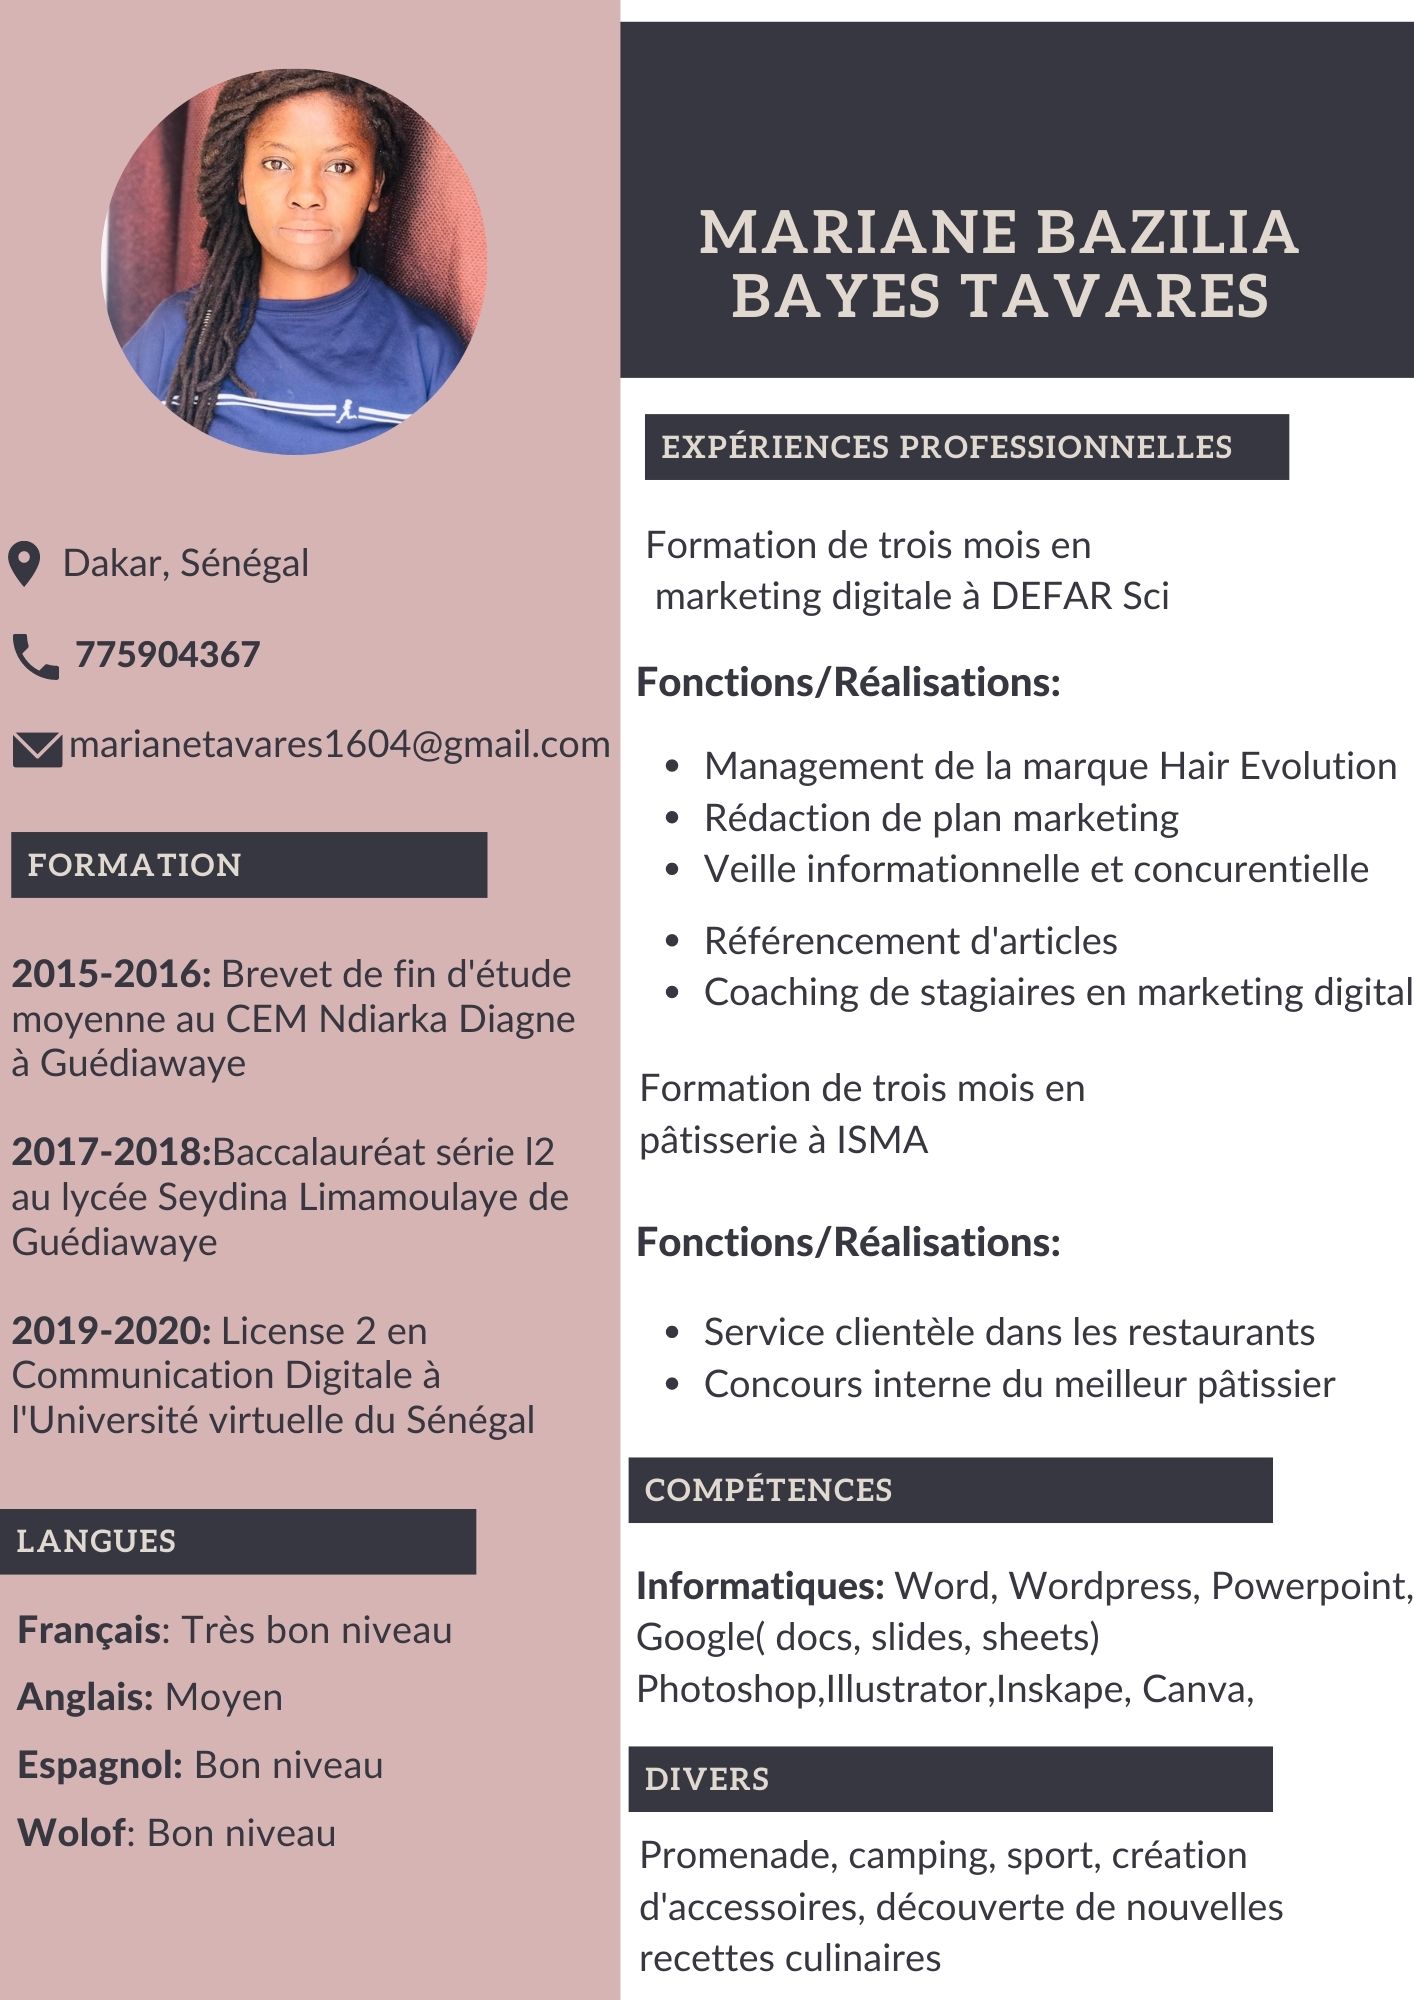 MARIANE BAZILIA
BAYES TAVARES
Dakar, Sénégal
775904367
marianetavares1604@gmail.com
FORMATION
2015-2016: Brevet de fin d'étude
moyenne au CEM Ndiarka Diagne
à Guédiawaye
2017-2018:Baccalauréat série l2
au lycée Seydina Limamoulaye de
Guédiawaye
2019-2020: License 2 en
Communication Digitale à
l'Université virtuelle du Sénégal
LANGUES
Français: Très bon niveau
Anglais: Moyen
Espagnol: Bon niveau
Wolof: Bon niveau
EXPÉRIENCES PROFESSIONNELLES
Formation de trois mois en
marketing digitale à DEFAR Sci
Fonctions/Réalisations:
• Management de la marque Hair Evolution
• Rédaction de plan marketing
• Veille informationnelle et concurentielle
• Référencement d'articles
• Coaching de stagiaires en marketing digital
Formation de trois mois en
pâtisserie à ISMA
Fonctions/Réalisations:
• Service clientèle dans les restaurants
• Concours interne du meilleur pâtissier
COMPÉTENCES
Informatiques: Word, Wordpress, Powerpoint,
Google( docs, slides, sheets)
Photoshop,Illustrator,Inskape, Canva,
DIVERS
Promenade, camping, sport, création
d'accessoires, découverte de nouvelles
recettes culinaires